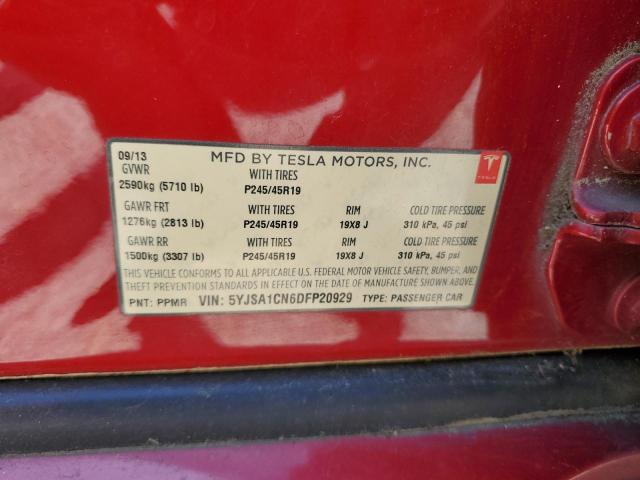 09/13 MFD BY TESLA MOTORS, INC.
TESLA
GVWR WITH TIRES
2590kg (5710 lb) P245/45R19
GAWR FRT WITH TIRES RIM COLD TIRE PRESSURE
1276kg (2813 lb) P245/45R19 19X8 J 310 kPa, 45 psi
GAWR RR WITH TIRES RIM COLD TIRE PRESSURE
1500kg (3307 lb) P245/45R19 19X8 J 310 kPa, 45 psi
THIS VEHICLE CONFORMS TO ALL APPLICABLE U.S. FEDERAL MOTOR VEHICLE SAFETY, BUMPER, AND
THEFT PREVENTION STANDARDS IN EFFECT ON THE DATE OF MANUFACTURE SHOWN ABOVE.
PNT: PPMR VIN: 5YJSA1CN6DFP20929 TYPE: PASSENGER CAR